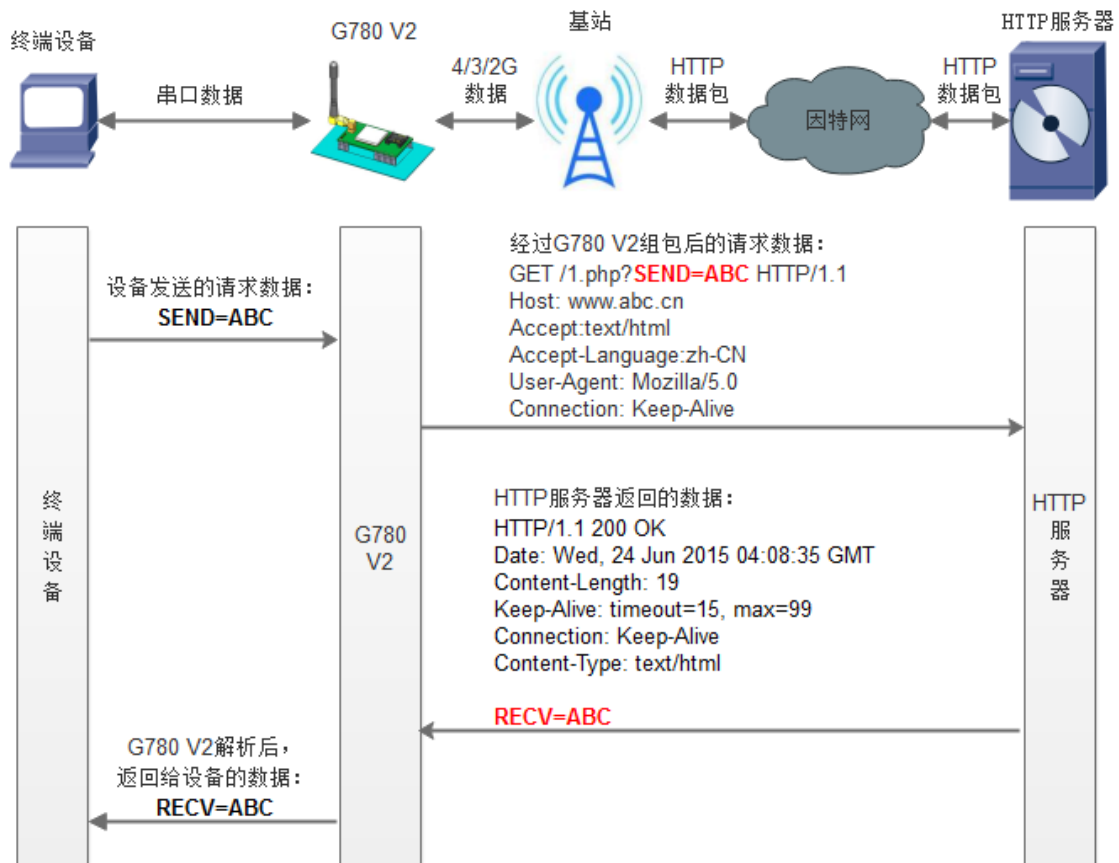 终端设备
G780 V2
基站
HTTP服务器
串口数据
4/3/2G
数据
HTTP
数据包
因特网
HTTP
数据包
设备发送的请求数据：
SEND=ABC
经过G780 V2组包后的请求数据：
GET /1.php?SEND=ABC HTTP/1.1
Host: www.abc.cn
Accept:text/html
Accept-Language:zh-CN
User-Agent: Mozilla/5.0
Connection: Keep-Alive
终
端
设
备
G780
V2
HTTP
服
务
器
HTTP服务器返回的数据：
HTTP/1.1 200 OK
Date: Wed, 24 Jun 2015 04:08:35 GMT
Content-Length: 19
Keep-Alive: timeout=15, max=99
Connection: Keep-Alive
Content-Type: text/html
RECV=ABC
G780 V2解析后，
返回给设备的数据：
RECV=ABC